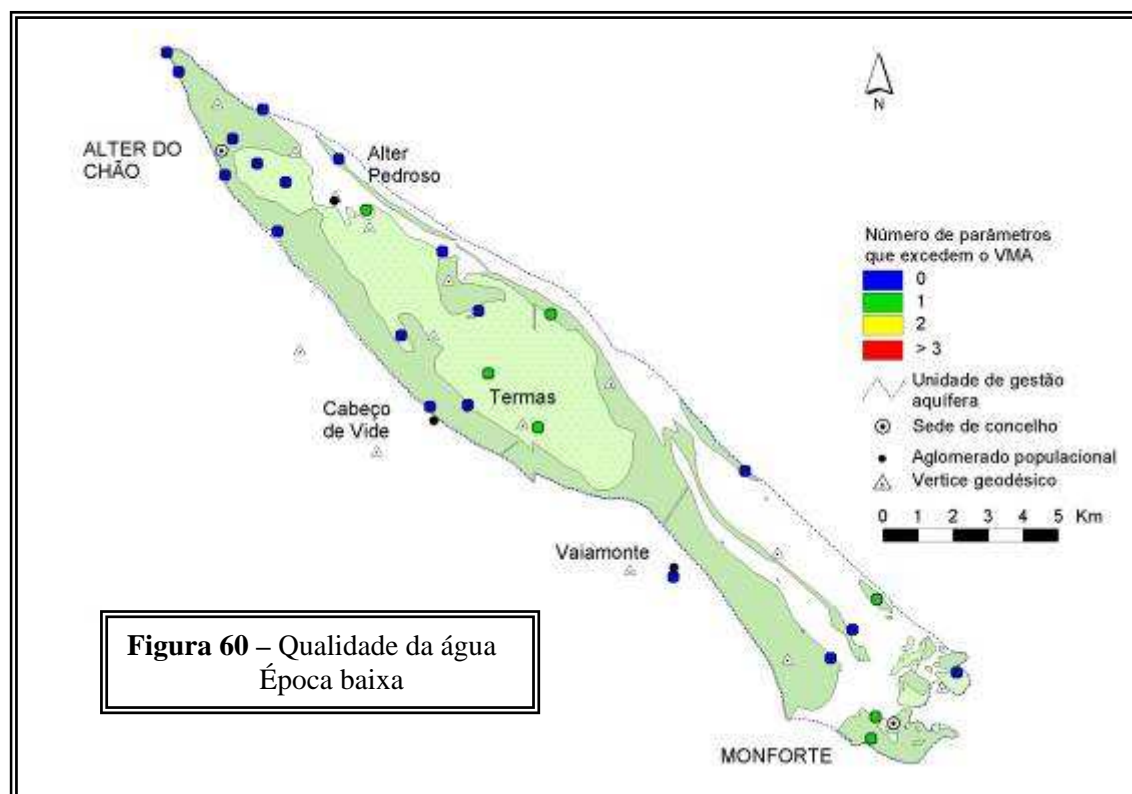 N
ALTER DO
CHÃO
Alter
Pedroso
Número de parâmetros
que excedem o VMA
0
1
2
> 3
Unidade de gestão
aquífera
Sede de concelho
Aglomerado populacional
Vertice geodésico
0 1 2 3 4 5 Km
Termas
Cabeço
de Vide
Vaiamonte
Figura 60 – Qualidade da água
Época baixa
MONFORTE